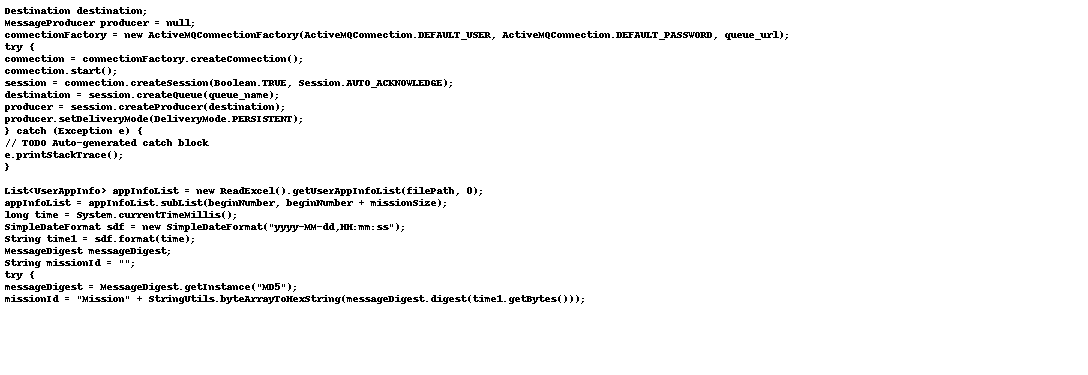 Destination destination;
MessageProducer producer = null;
connectionFactory = new ActiveMQConnectionFactory(ActiveMQConnection.DEFAULT_USER, ActiveMQConnection.DEFAULT_PASSWORD, queue_url);
try {
connection = connectionFactory.createConnection();
connection.start();
session = connection.createSession(Boolean.TRUE, Session.AUTO_ACKNOWLEDGE);
destination = session.createQueue(queue_name);
producer = session.createProducer(destination);
producer.setDeliveryMode(DeliveryMode.PERSISTENT);
} catch (Exception e) {
// TODO Auto-generated catch block
e.printStackTrace();
}
List<UserAppInfo> appInfoList = new ReadExcel().getUserAppInfoList(filePath, 0);
appInfoList = appInfoList.subList(beginNumber, beginNumber + missionSize);
long time = System.currentTimeMillis();
SimpleDateFormat sdf = new SimpleDateFormat("yyyy-MM-dd,HH:mm:ss");
String time1 = sdf.format(time);
MessageDigest messageDigest;
String missionId = "";
try {
messageDigest = MessageDigest.getInstance("MD5");
missionId = "Mission" + StringUtils.byteArrayToHexString(messageDigest.digest(time1.getBytes()));